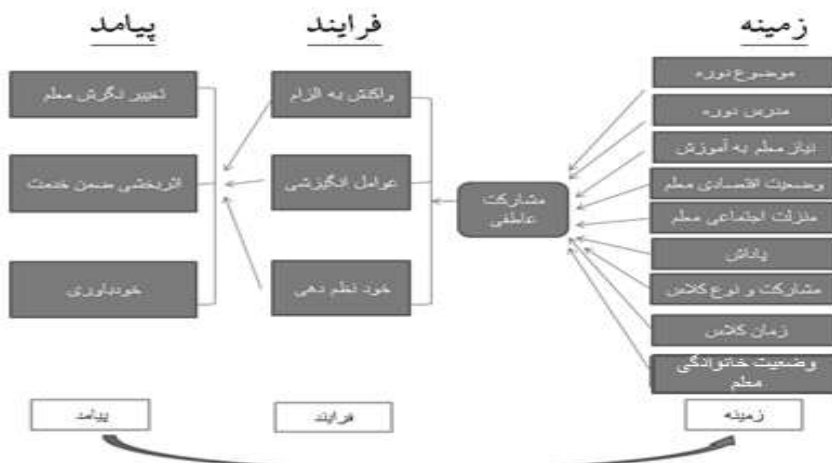 زمینه
فرایند
پیامد
موضوع دوره
مدرس دوره
نیاز معلم به آموزش
وضعیت اقتصادی معلم
منزلت اجتماعی معلم
پاداش
مشارکت و نوع کلاس
زمان کلاس
وضعیت خانوادگی
معلم
مشارکت
عاطفی
واکنش به الزام
عوامل انگیزشی
خود نظم دهی
تغییر نگرش معلم
اثربخشی ضمن خدمت
خودباوری
زمینه
فرایند
پیامد